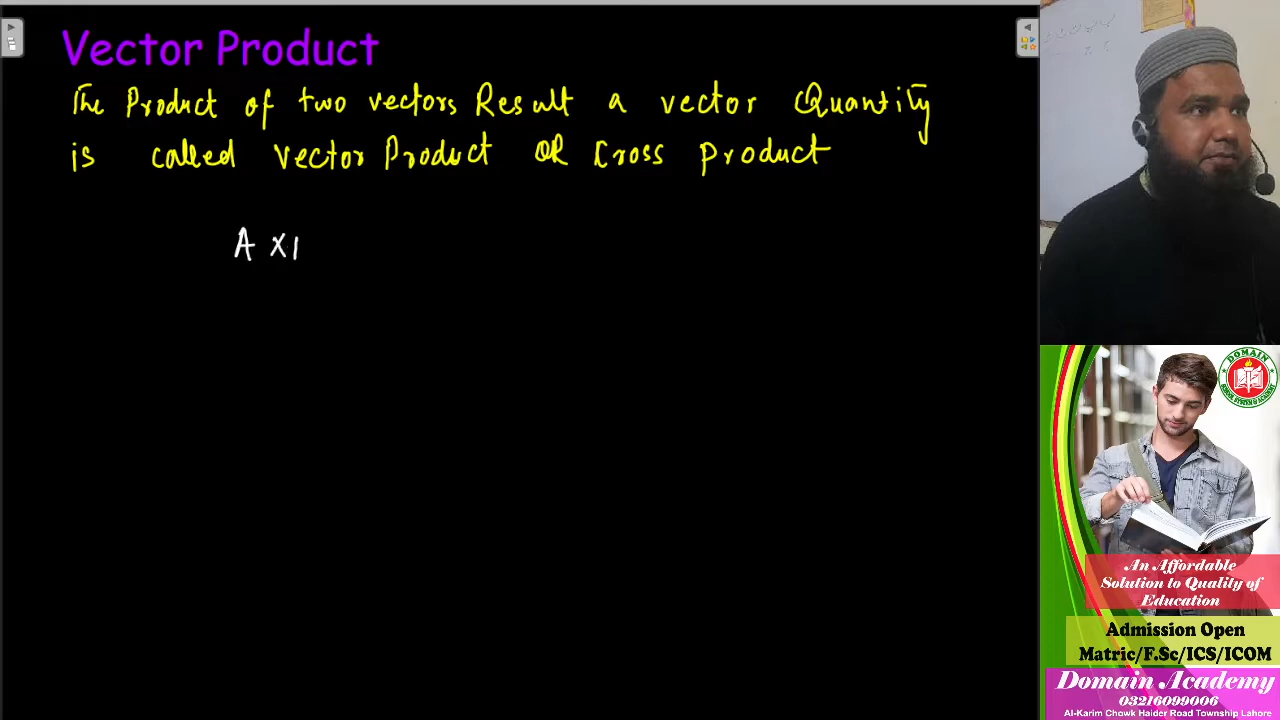 Vector Product
The Product of two vectors Result a vector Quantity
is called vector Product OR Cross product
A x
DOMAIN
An Affordable
Solution to Quality of
Education
Admission Open
Matric/F.Sc/ICS/ICOM
Domain Academy
03216099006
Al-Karim Chowk Haider Road Township Lahore